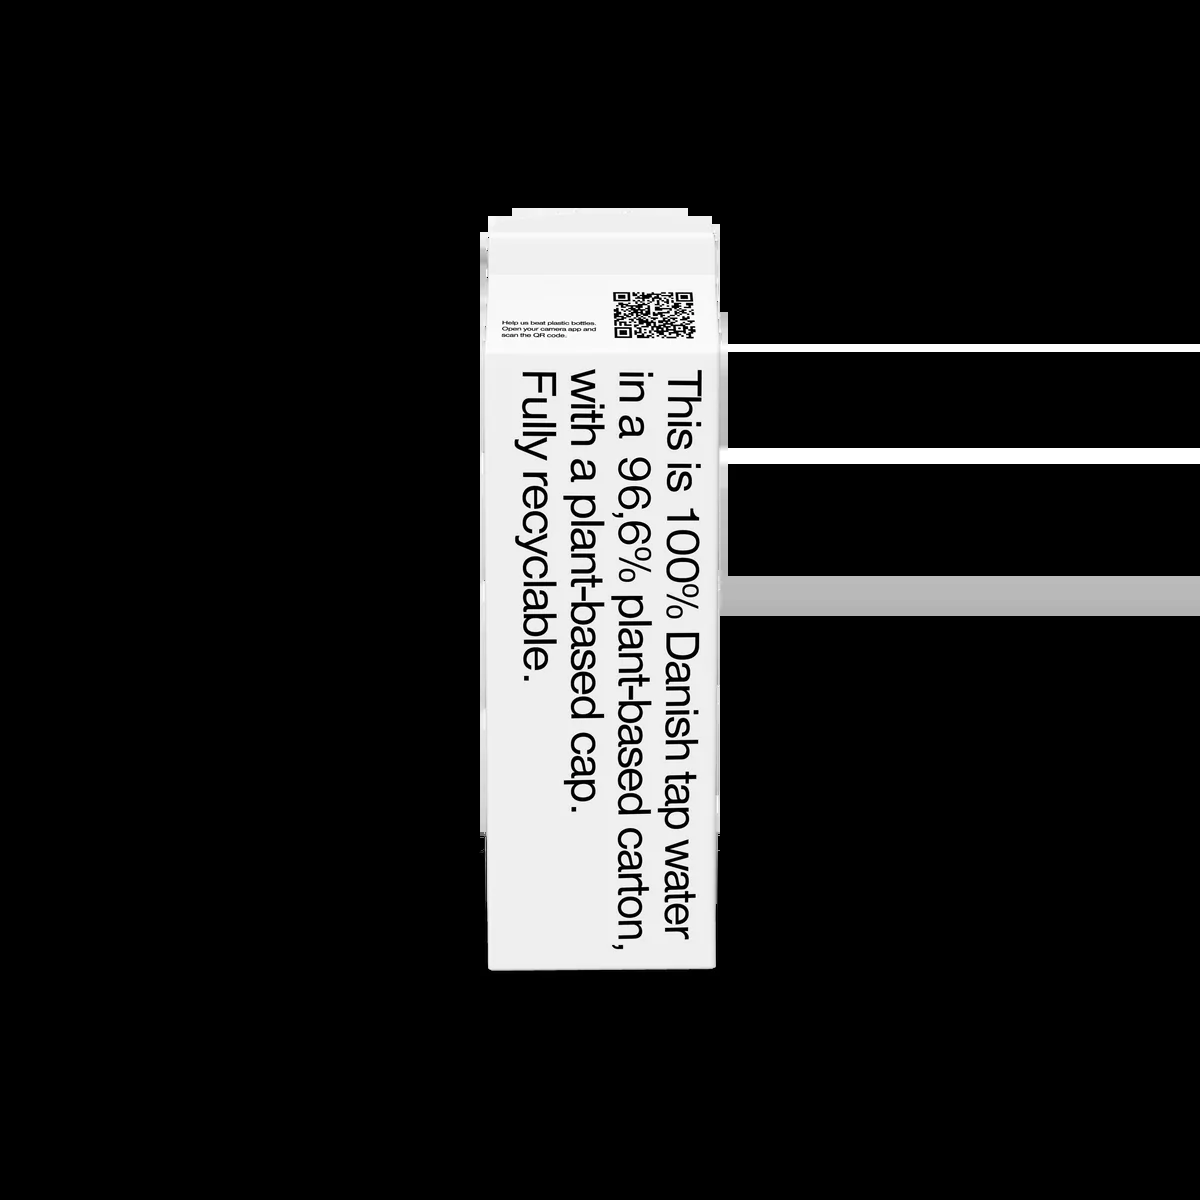 Help us beat plastic bottles.
Open your camera app and
scan the QR code.
This is 100% Danish tap water
in a 96,6% plant-based carton,
with a plant-based cap.
Fully recyclable.